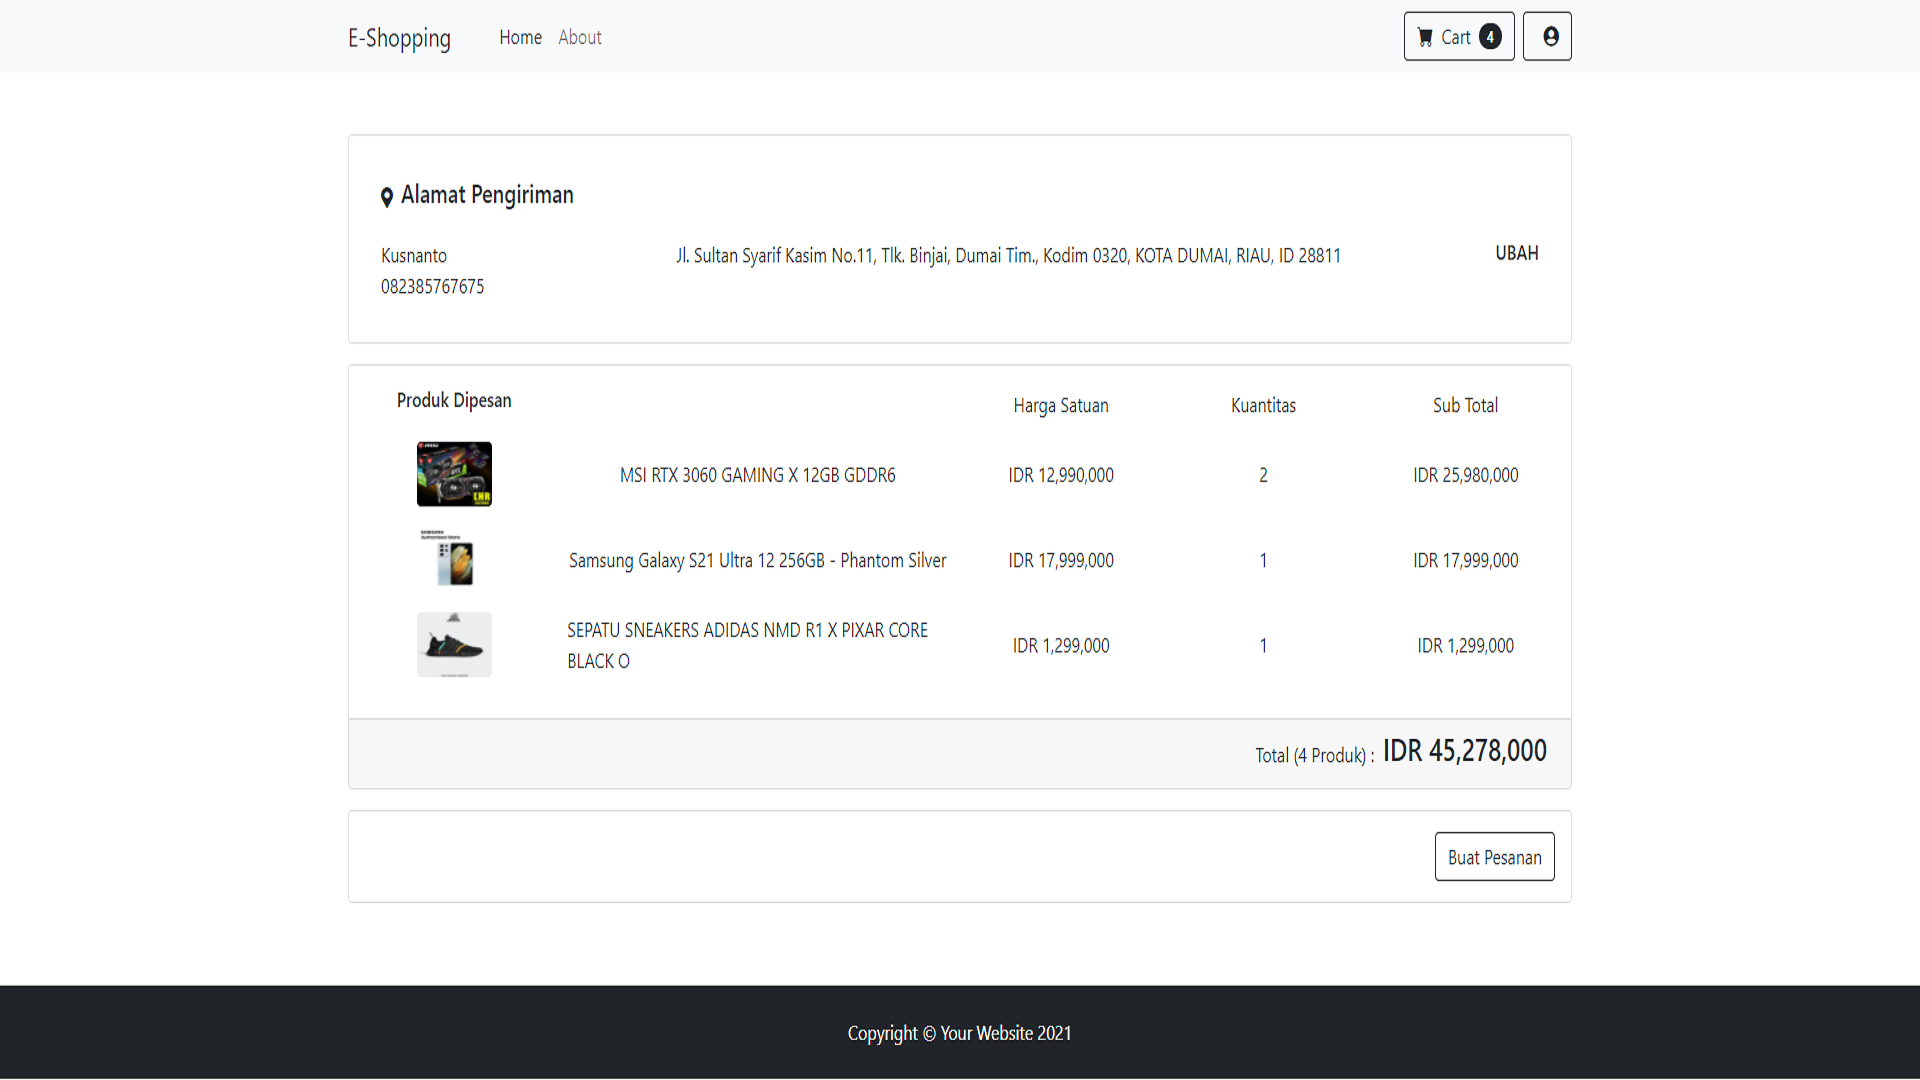 E-Shopping Home About Cart 4
Alamat Pengiriman
Kusnanto Jl. Sultan Syarif Kasim No.11, Tlk. Binjai, Dumai Tim., Kodim 0320, KOTA DUMAI, RIAU, ID 28811 UBAH
082385767675
Produk Dipesan Harga Satuan Kuantitas Sub Total
MSI RTX 3060 GAMING X 12GB GDDR6 IDR 12,990,000 2 IDR 25,980,000
Samsung Galaxy S21 Ultra 12 256GB - Phantom Silver IDR 17,999,000 1 IDR 17,999,000
SEPATU SNEAKERS ADIDAS NMD R1 X PIXAR CORE
BLACK O IDR 1,299,000 1 IDR 1,299,000
Total (4 Produk) : IDR 45,278,000
Buat Pesanan
Copyright © Your Website 2021